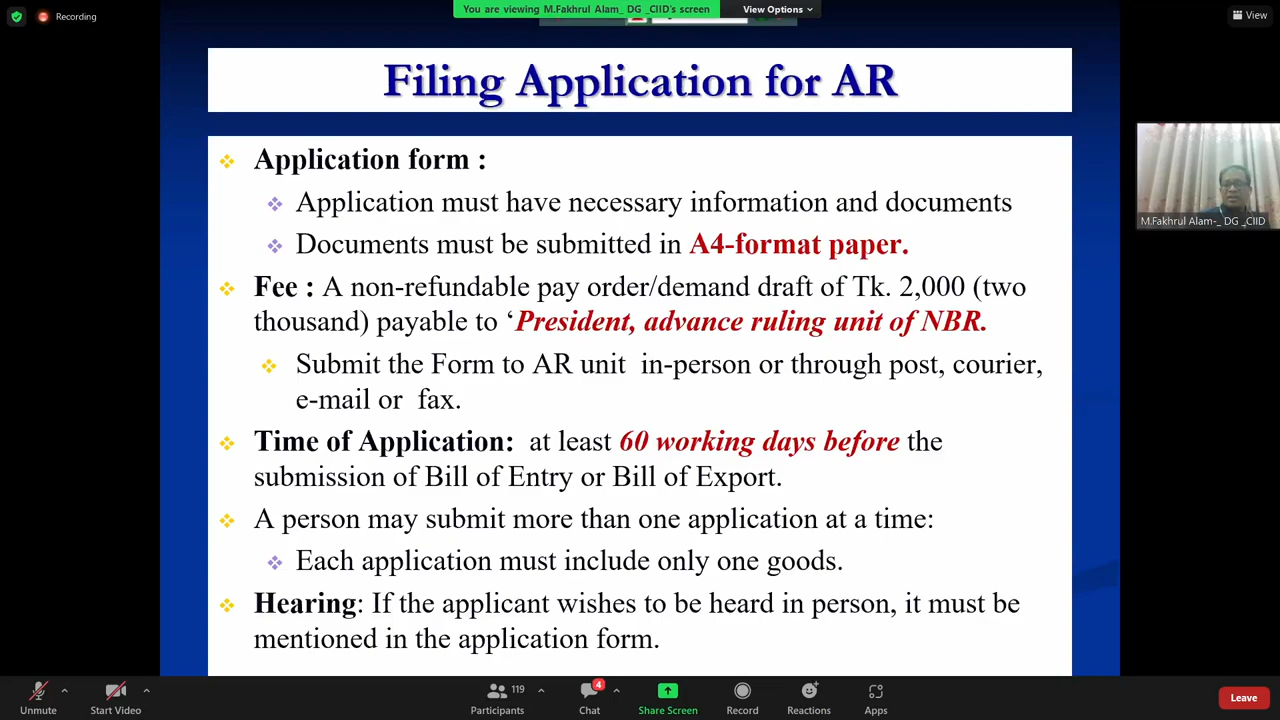 Recording
You are viewing M.Fakhrul Alam_ DG _CIID's screen
View Options
View
Filing Application for AR
Application form :
Application must have necessary information and documents
Documents must be submitted in A4-format paper.
Fee : A non-refundable pay order/demand draft of Tk. 2,000 (two
thousand) payable to ‘President, advance ruling unit of NBR.
Submit the Form to AR unit in-person or through post, courier,
e-mail or fax.
Time of Application: at least 60 working days before the
submission of Bill of Entry or Bill of Export.
A person may submit more than one application at a time:
Each application must include only one goods.
Hearing: If the applicant wishes to be heard in person, it must be
mentioned in the application form.
M.Fakhrul Alam-_ DG _CIID
Unmute
Start Video
119
Participants
4
Chat
Share Screen
Record
Reactions
Apps
Leave